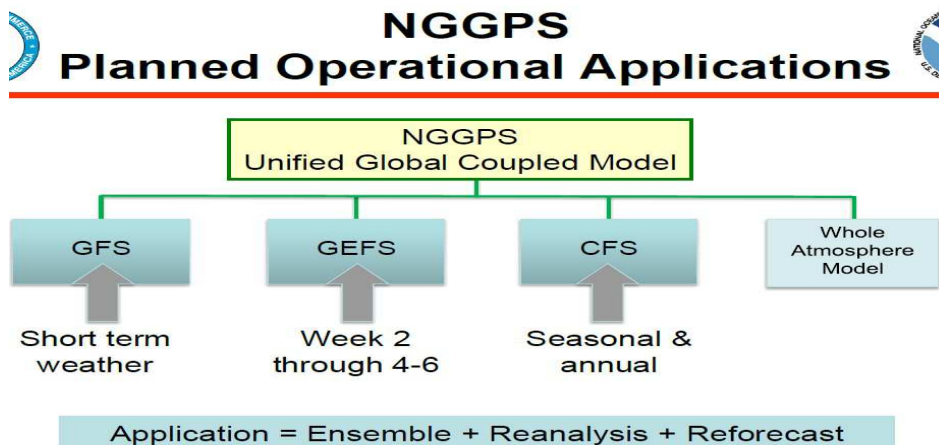 NGGPS
Planned Operational Applications
NGGPS
Unified Global Coupled Model
GFS
GEFS
CFS
Whole
Atmosphere
Model
Short term
weather
Week 2
through 4-6
Seasonal &
annual
Application = Ensemble + Reanalysis + Reforecast